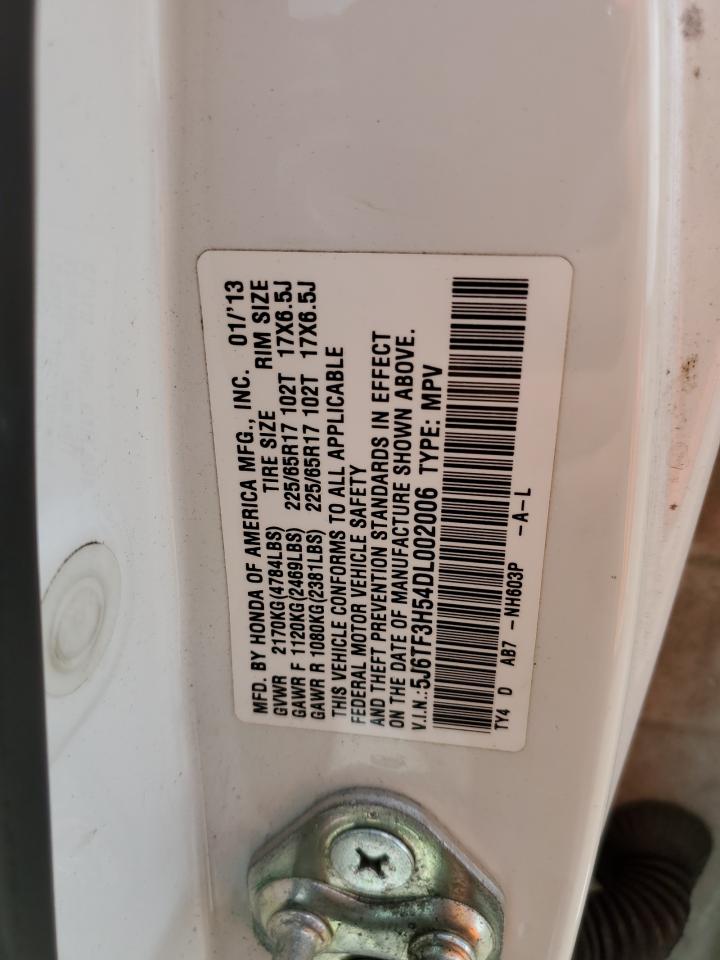 MFD. BY HONDA OF AMERICA MFG., INC. 01/'13
GVWR 2170KG(4784LBS) TIRE SIZE RIM SIZE
GAWR F 1120KG(2469LBS) 225/65R17 102T 17X6.5J
GAWR R 1080KG(2381LBS) 225/65R17 102T 17X6.5J
THIS VEHICLE CONFORMS TO ALL APPLICABLE
FEDERAL MOTOR VEHICLE SAFETY
AND THEFT PREVENTION STANDARDS IN EFFECT
ON THE DATE OF MANUFACTURE SHOWN ABOVE.
V.I.N.:5J6TF3H54DL002006 TYPE: MPV
TY4 D AB7 -NH603P -A-L